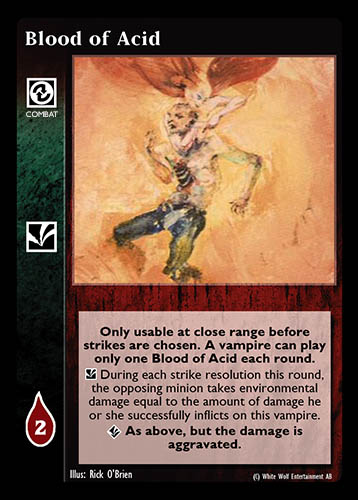 Blood of Acid
COMBAT
Only usable at close range before
strikes are chosen. A vampire can play
only one Blood of Acid each round.
During each strike resolution this round,
the opposing minion takes environmental
damage equal to the amount of damage he
or she successfully inflicts on this vampire.
As above, but the damage is
aggravated.
2
Illus: Rick O'Brien
(C) White Wolf Entertainment AB